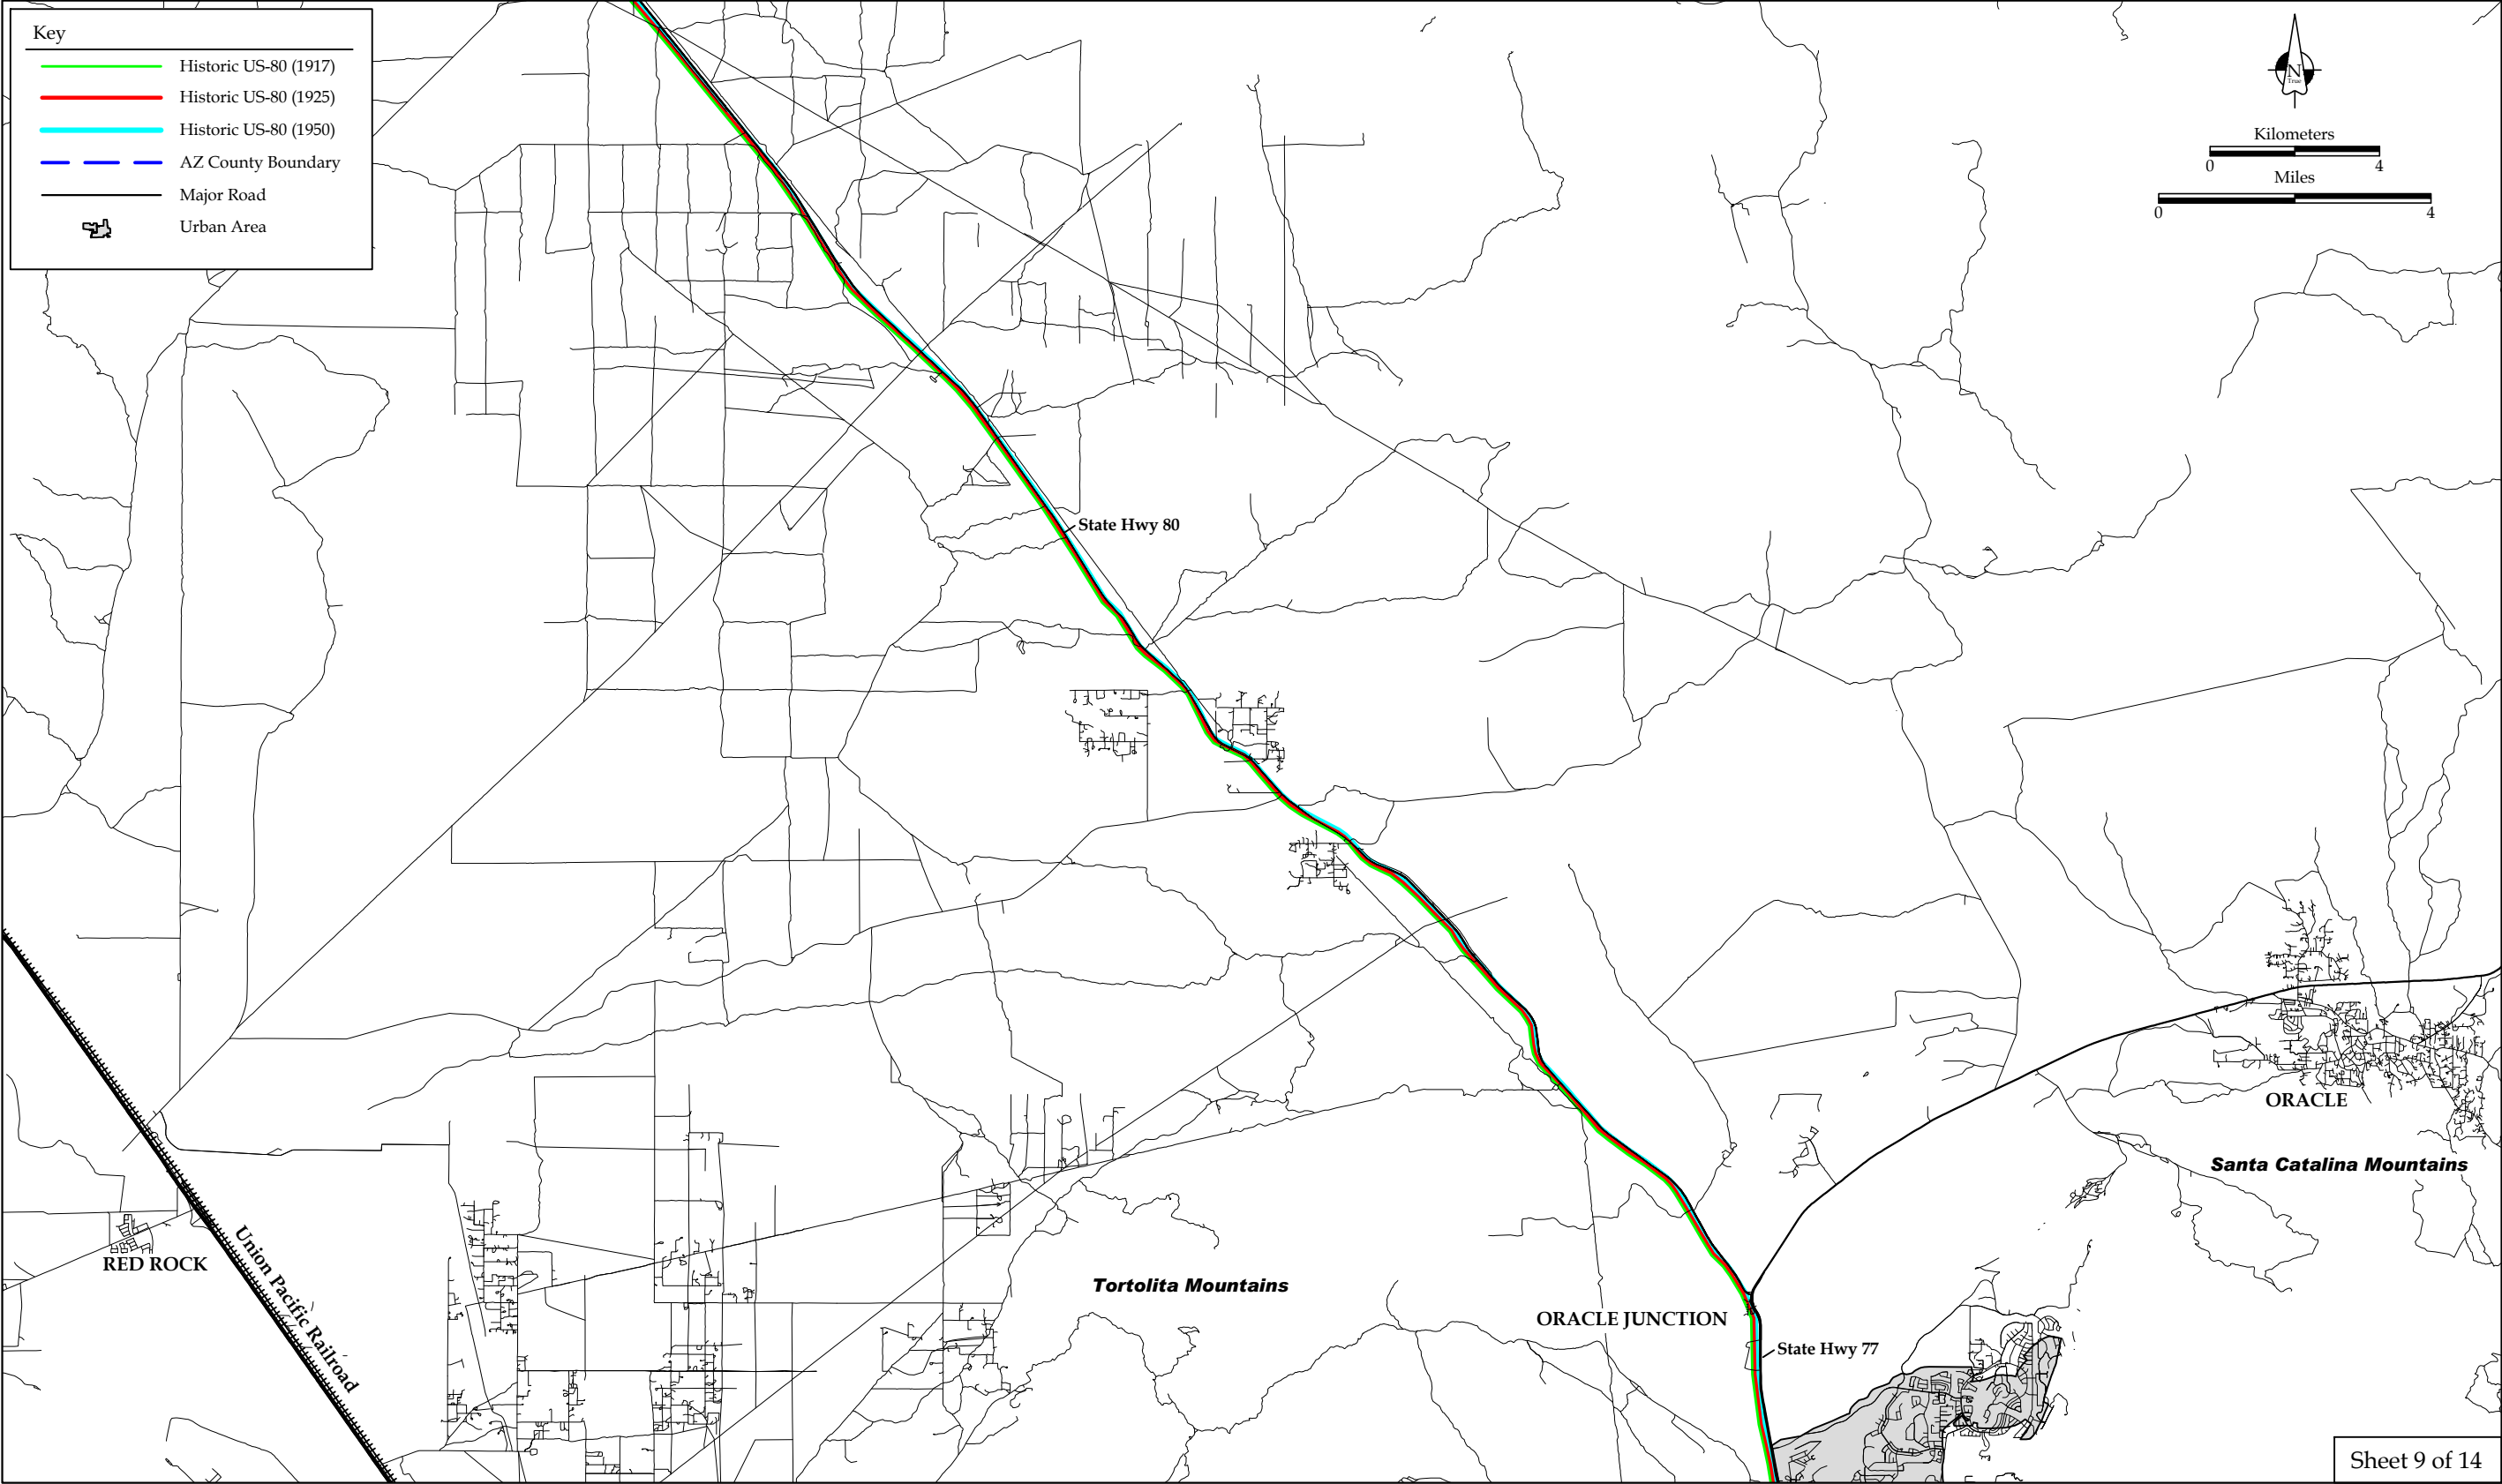 Key
Historic US-80 (1917)
Historic US-80 (1925)
Historic US-80 (1950)
AZ County Boundary
Major Road
Urban Area
N
True
Kilometers
0 4
Miles
0 4
State Hwy 80
ORACLE
Santa Catalina Mountains
RED ROCK
Union Pacific Railroad
Tortolita Mountains
ORACLE JUNCTION
State Hwy 77
Sheet 9 of 14